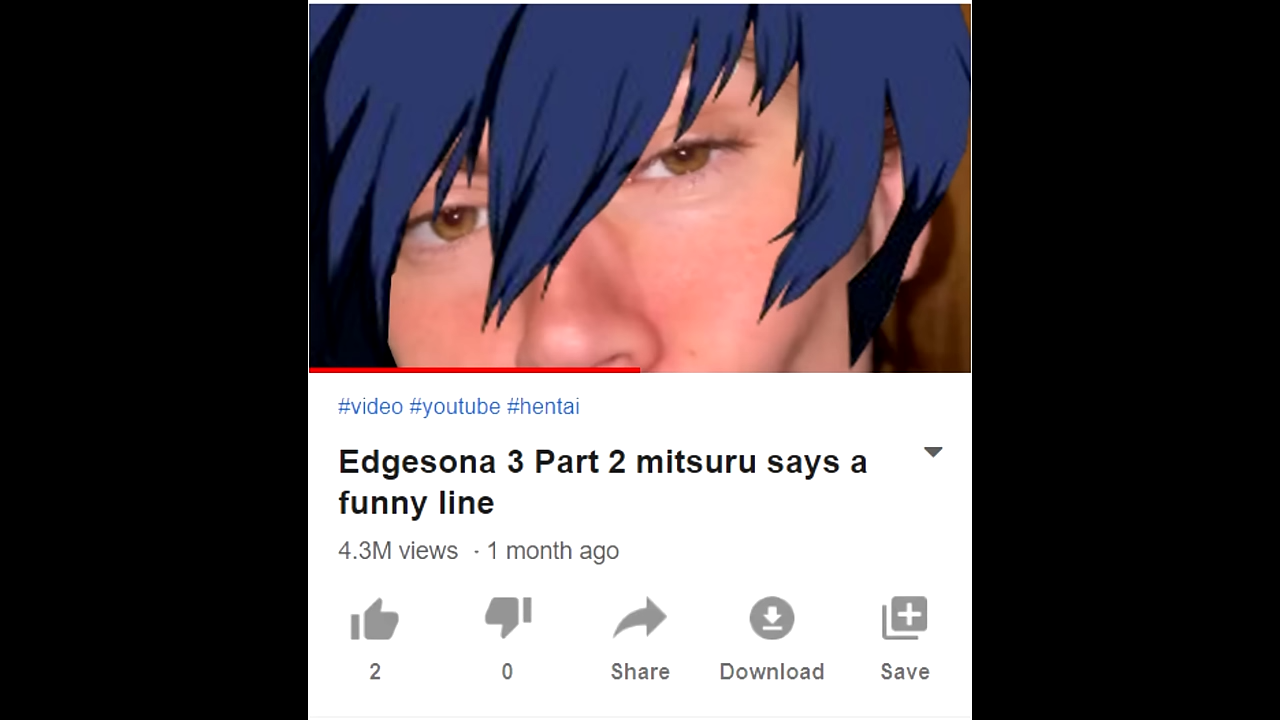 #video #youtube #hentai
Edgesona 3 Part 2 mitsuru says a
funny line
4.3M views · 1 month ago
2 0 Share Download Save